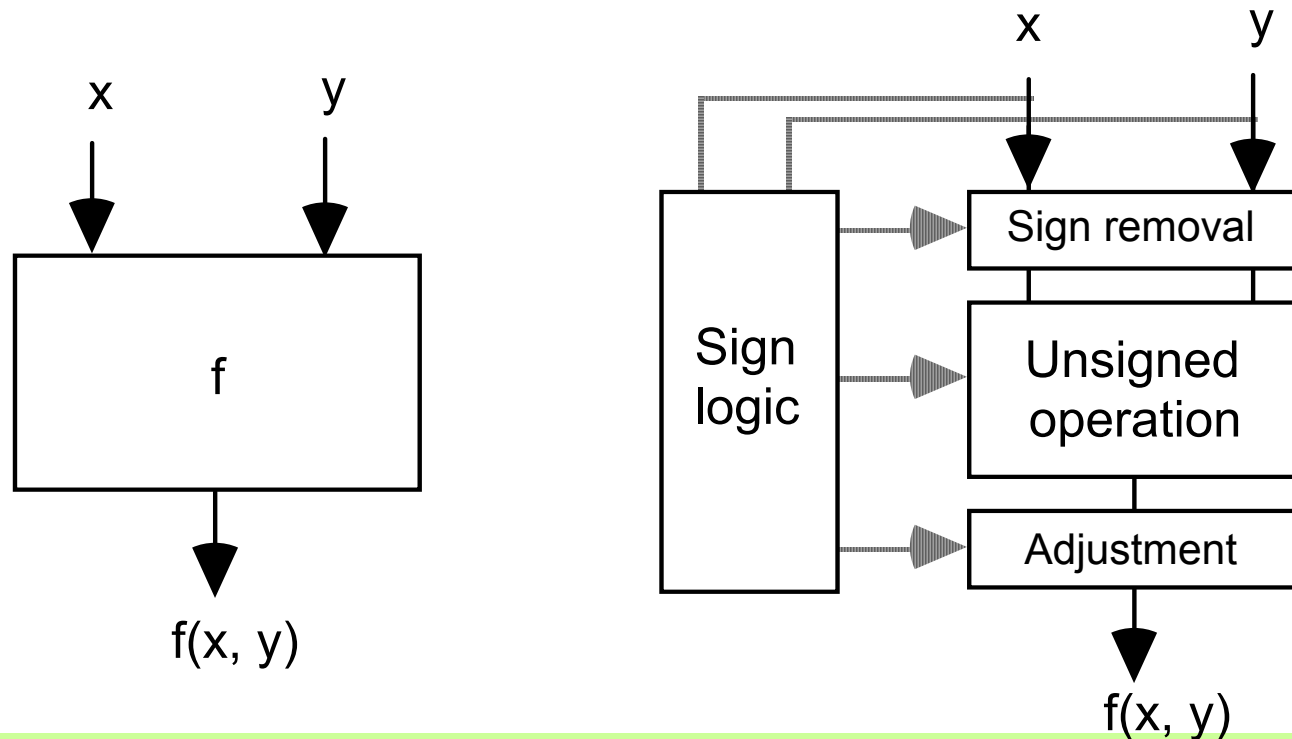 x
y
f
f(x, y)
x
y
Sign removal
Sign
logic
Unsigned
operation
Adjustment
f(x, y)